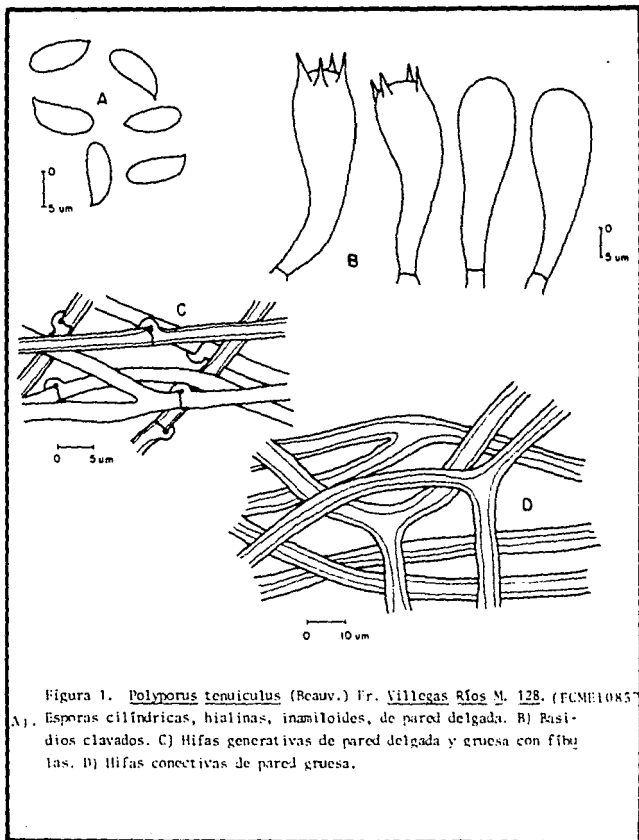 A
0
5 um
B
0
5 um
C
0 5 um
D
0 10 um
Figura 1. Polyporus tenuiculus (Beauv.) Fr. Villegas Ríos M. 128. (FCME10857
A). Esporas cilíndricas, hialinas, inamiloides, de pared delgada. B) Basi-
dios clavados. C) Hifas generativas de pared delgada y gruesa con fíbu
las. D) Hifas conectivas de pared gruesa.